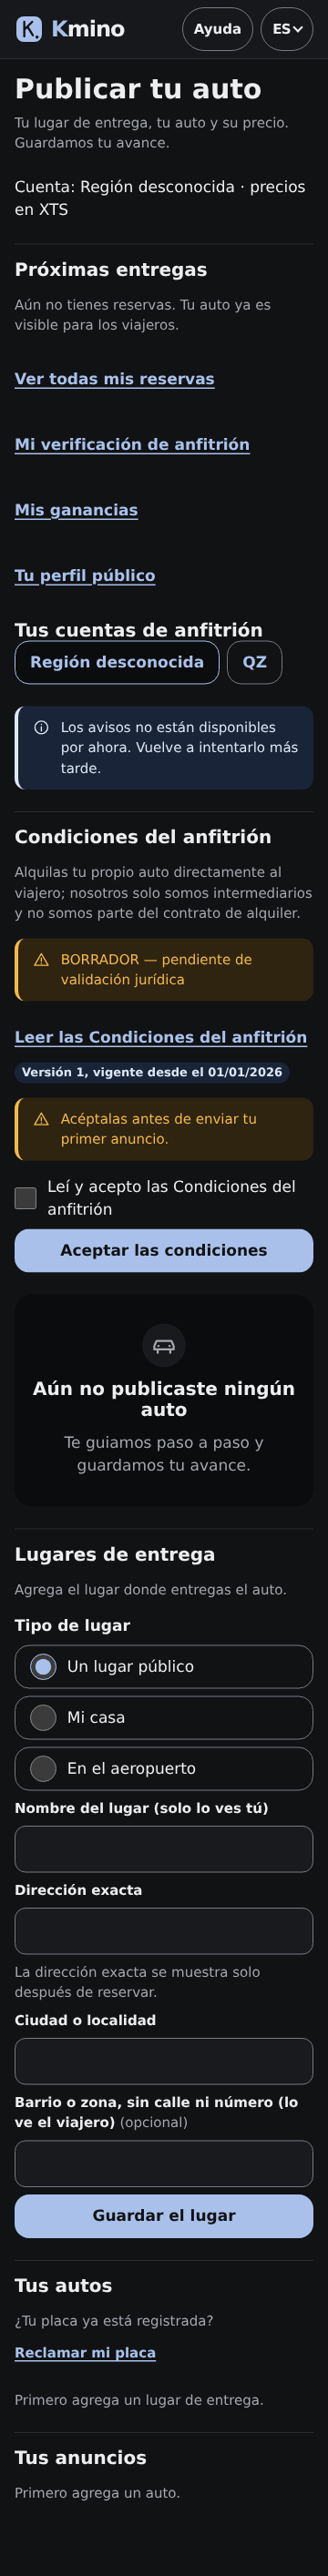 Kmino
Ayuda
ES
Publicar tu auto
Tu lugar de entrega, tu auto y su precio.
Guardamos tu avance.
Cuenta: Región desconocida · precios
en XTS
Próximas entregas
Aún no tienes reservas. Tu auto ya es
visible para los viajeros.
Ver todas mis reservas
Mi verificación de anfitrión
Mis ganancias
Tu perfil público
Tus cuentas de anfitrión
Región desconocida
QZ
Los avisos no están disponibles
por ahora. Vuelve a intentarlo más
tarde.
Condiciones del anfitrión
Alquilas tu propio auto directamente al
viajero; nosotros solo somos intermediarios
y no somos parte del contrato de alquiler.
BORRADOR — pendiente de
validación jurídica
Leer las Condiciones del anfitrión
Versión 1, vigente desde el 01/01/2026
Acéptalas antes de enviar tu
primer anuncio.
Leí y acepto las Condiciones del
anfitrión
Aceptar las condiciones
Aún no publicaste ningún
auto
Te guiamos paso a paso y
guardamos tu avance.
Lugares de entrega
Agrega el lugar donde entregas el auto.
Tipo de lugar
Un lugar público
Mi casa
En el aeropuerto
Nombre del lugar (solo lo ves tú)
Dirección exacta
La dirección exacta se muestra solo
después de reservar.
Ciudad o localidad
Barrio o zona, sin calle ni número (lo
ve el viajero) (opcional)
Guardar el lugar
Tus autos
¿Tu placa ya está registrada?
Reclamar mi placa
Primero agrega un lugar de entrega.
Tus anuncios
Primero agrega un auto.